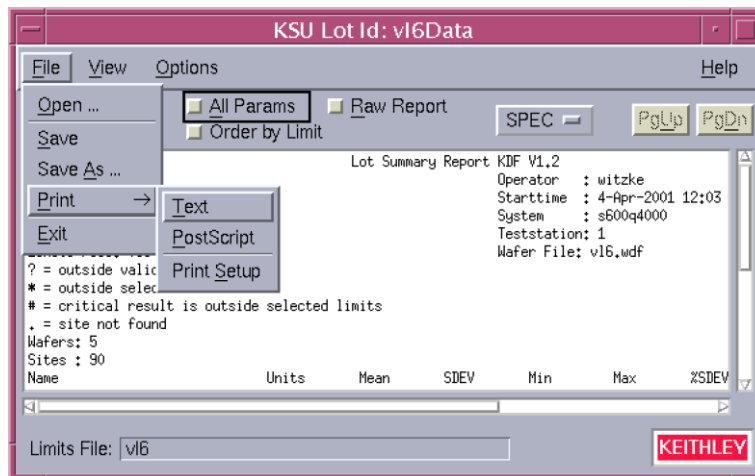 KSU Lot Id: vl6Data
File View Options Help
Open ...
Save
Save As ...
Print
Exit
Text
PostScript
Print Setup
All Params Raw Report
Order by Limit
SPEC
PgUp PgDn
Lot Summary Report KDF V1.2
Operator : witzke
Starttime : 4-Apr-2001 12:03
System : s600q4000
Teststation: 1
Wafer File: vl6.wdf
? = outside valid
* = outside selec
# = critical result is outside selected limits
. = site not found
Wafers: 5
Sites : 90
Name Units Mean SDEV Min Max %SDEV
Limits File: vl6
KEITHLEY